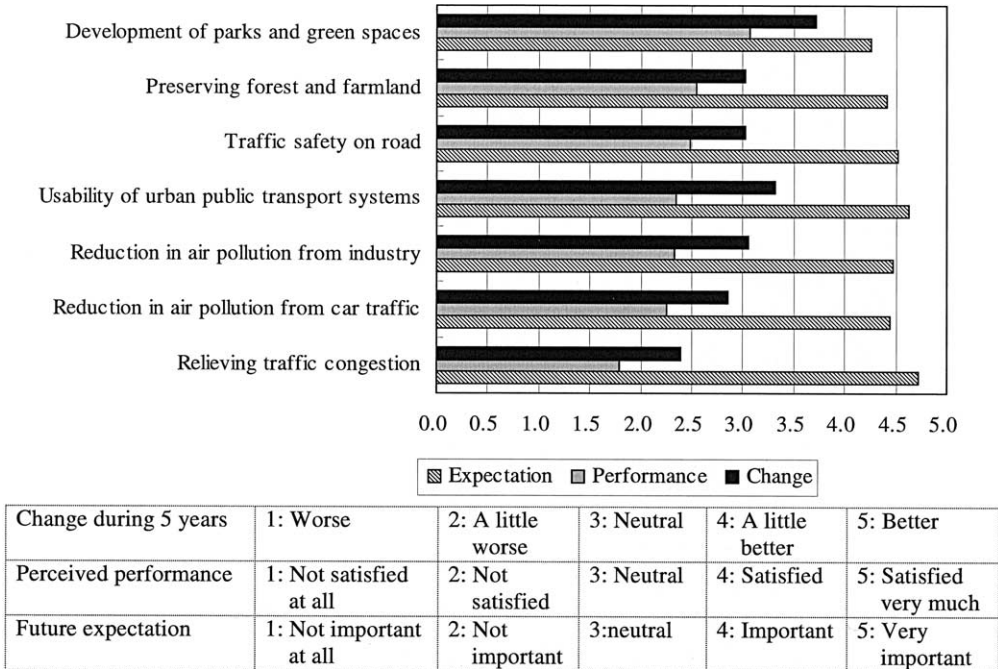 Development of parks and green spaces
Preserving forest and farmland
Traffic safety on road
Usability of urban public transport systems
Reduction in air pollution from industry
Reduction in air pollution from car traffic
Relieving traffic congestion
0.0 0.5 1.0 1.5 2.0 2.5 3.0 3.5 4.0 4.5 5.0
Expectation Performance Change
Change during 5 years 1: Worse 2: A little worse 3: Neutral 4: A little better 5: Better
Perceived performance 1: Not satisfied at all 2: Not satisfied 3: Neutral 4: Satisfied 5: Satisfied very much
Future expectation 1: Not important at all 2: Not important 3:neutral 4: Important 5: Very important